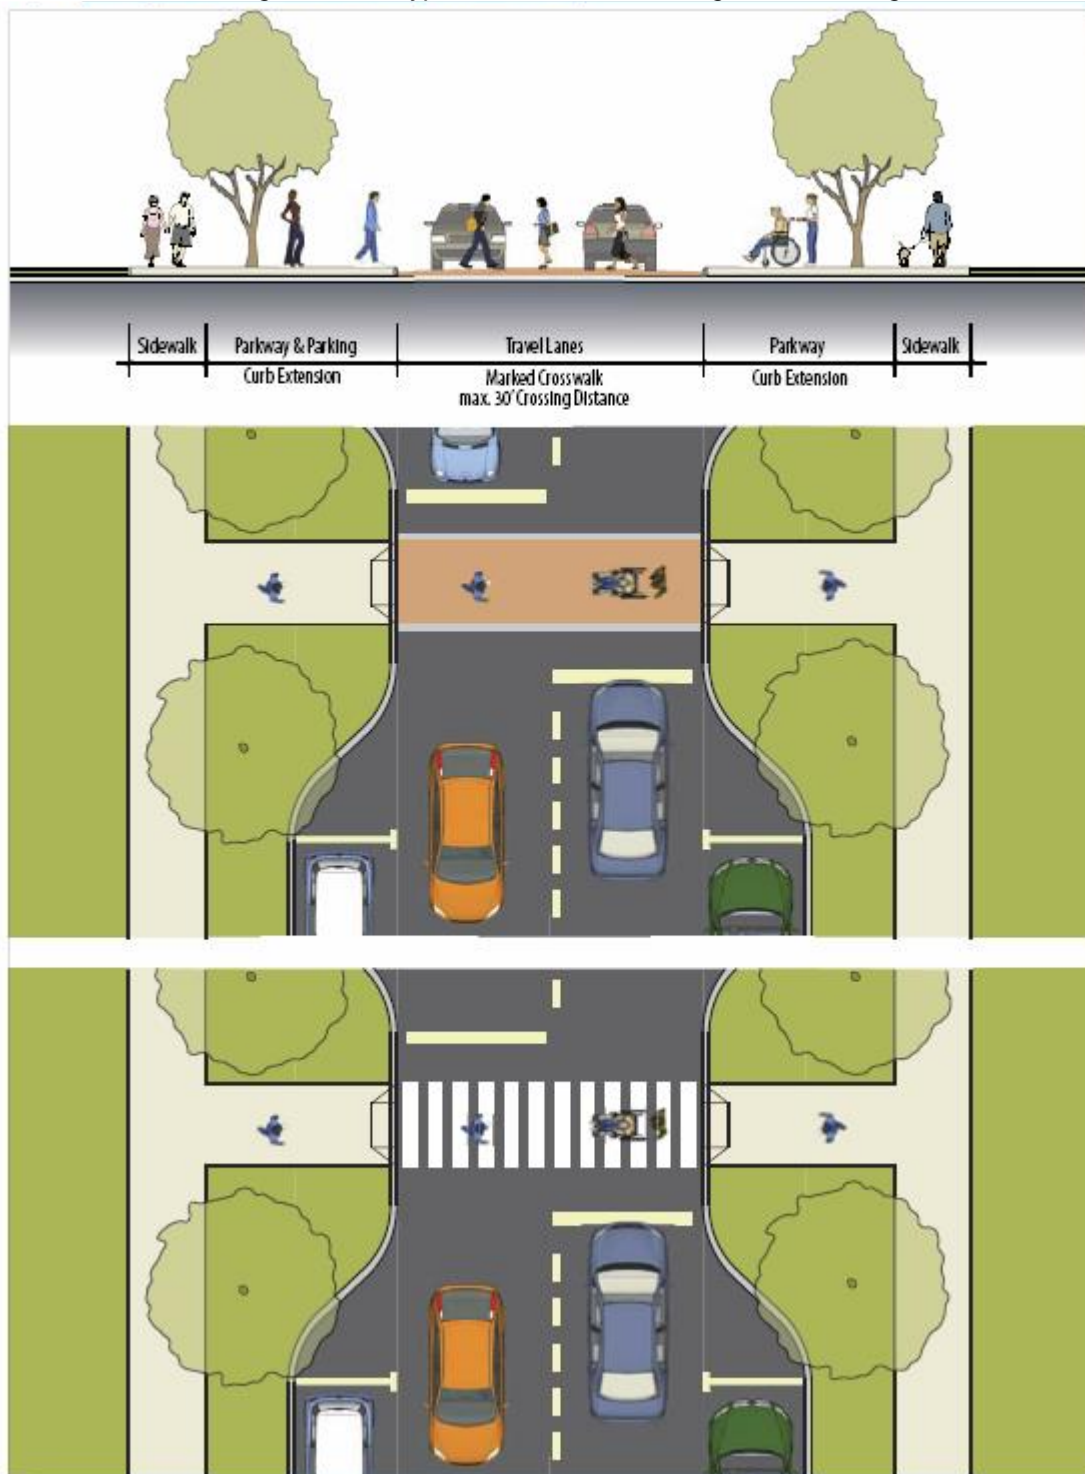 Sidewalk Parkway & Parking Travel Lanes Parkway Sidewalk
Curb Extension Marked Crosswalk Curb Extension
max. 30' Crossing Distance